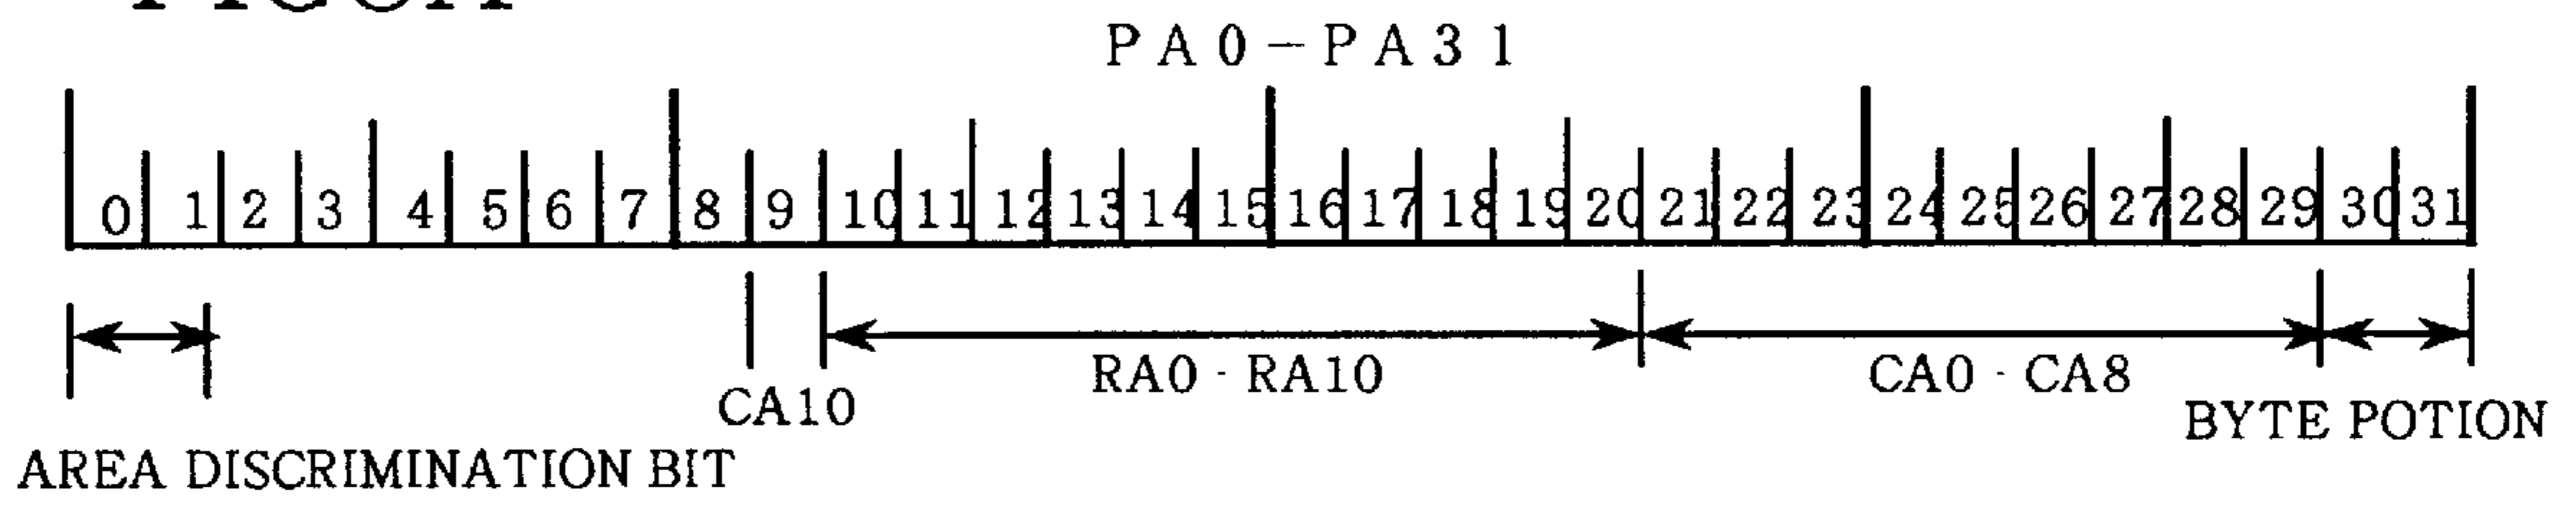 PA0-PA31
0 1 2 3 4 5 6 7 8 9 10 11 12 13 14 15 16 17 18 19 20 21 22 23 24 25 26 27 28 29 30 31
RA0 - RA10 CA0 - CA8
CA10 BYTE POTION
AREA DISCRIMINATION BIT